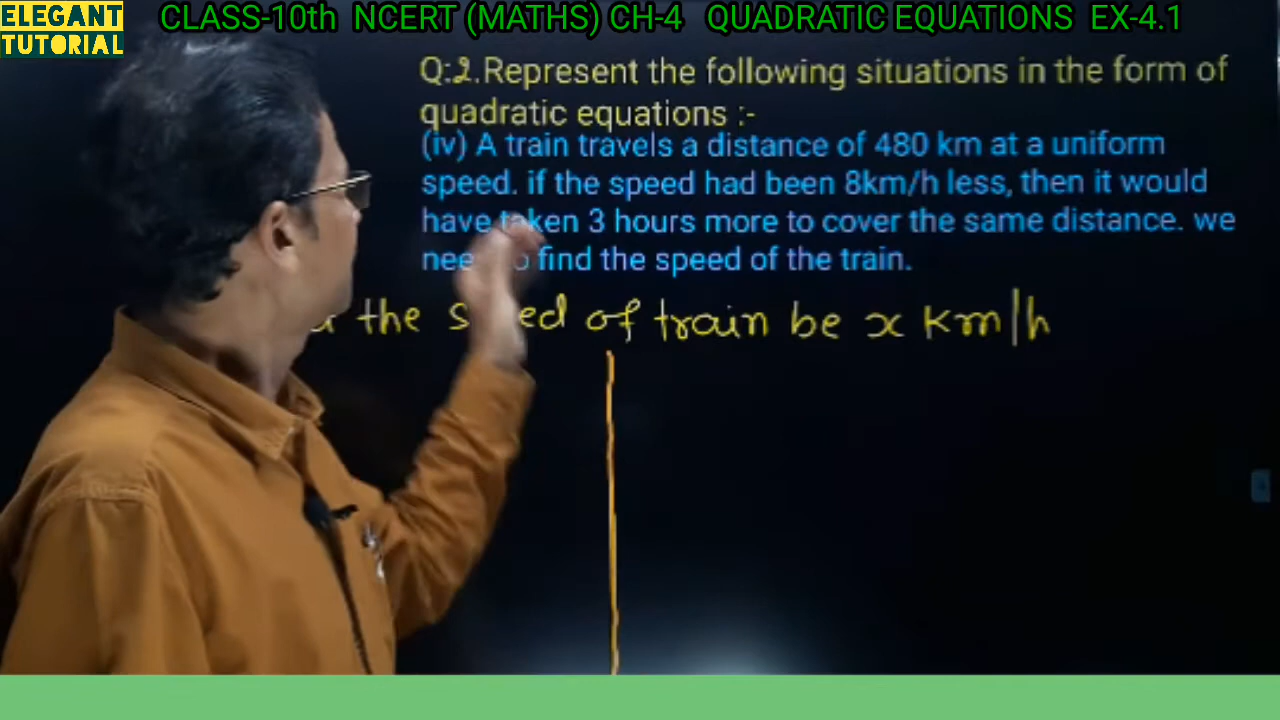 ELEGANT
TUTORIAL
CLASS-10th NCERT (MATHS) CH-4 QUADRATIC EQUATIONS EX-4.1
Q:2.Represent the following situations in the form of
quadratic equations :-
(iv) A train travels a distance of 480 km at a uniform
speed. if the speed had been 8km/h less, then it would
have taken 3 hours more to cover the same distance. we
find the speed of the train.
the of train be x Km/h